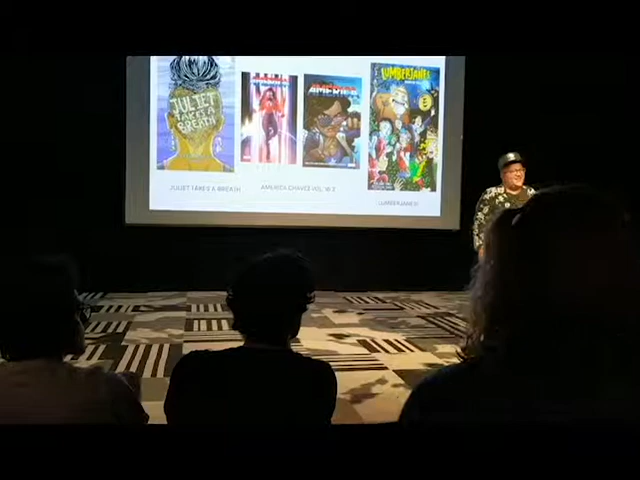 JULIET
TAKES A
BREATH
AMERICA
LUMBERJANES
JULIET TAKES A BREATH
AMERICA CHAVEZ VOL 1& 2
LUMBERJANES